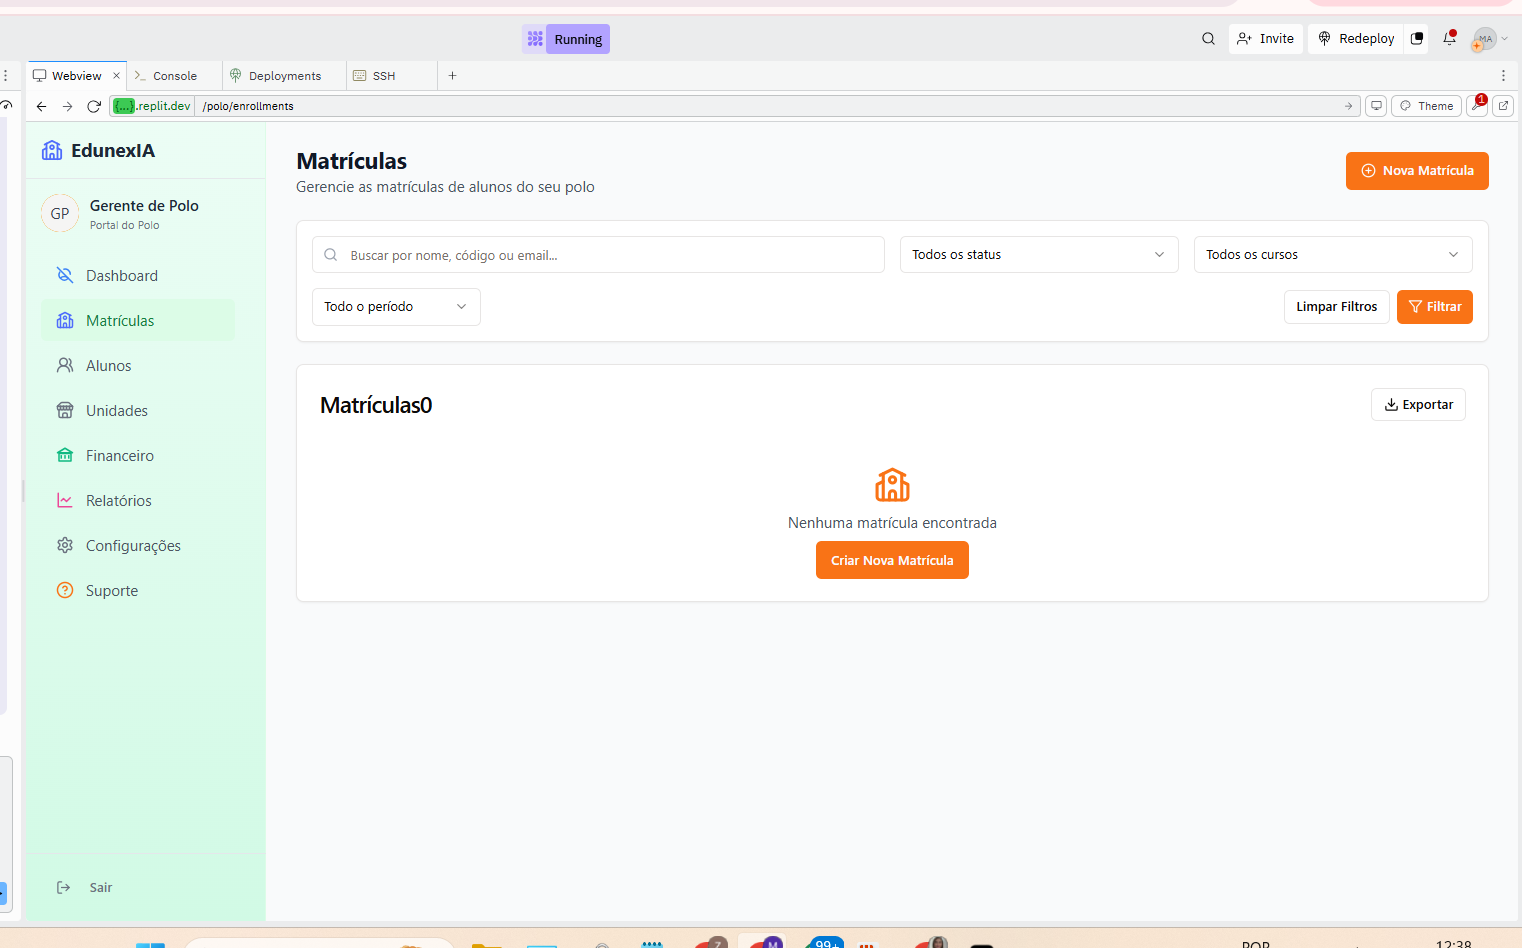 Running
Invite
Redeploy
MA
Webview
Console
Deployments
SSH
{...}.replit.dev
/polo/enrollments
Theme
1
EdunexIA
GP
Gerente de Polo
Portal do Polo
Dashboard
Matrículas
Alunos
Unidades
Financeiro
Relatórios
Configurações
Suporte
Sair
Matrículas
Gerencie as matrículas de alunos do seu polo
Nova Matrícula
Buscar por nome, código ou email...
Todos os status
Todos os cursos
Todo o período
Limpar Filtros
Filtrar
Matrículas0
Exportar
Nenhuma matrícula encontrada
Criar Nova Matrícula
Z
M
99+
POR
12:38